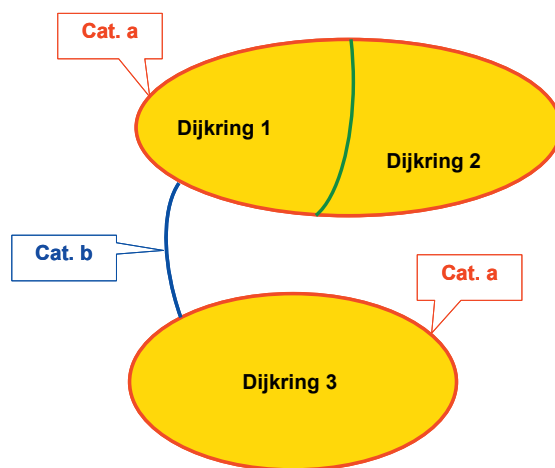 Cat. a
Dijkring 1
Dijkring 2
Cat. b
Cat. a
Dijkring 3